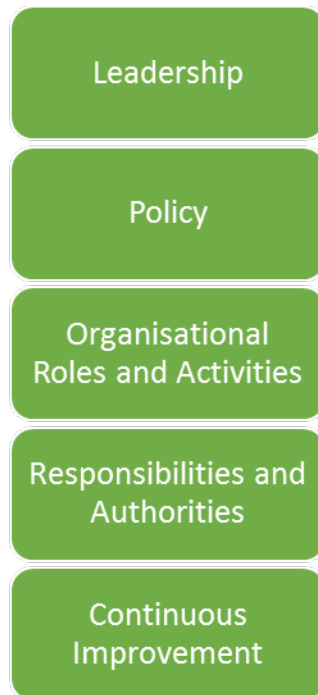 Leadership
Policy
Organisational
Roles and Activities
Responsibilities and
Authorities
Continuous
Improvement